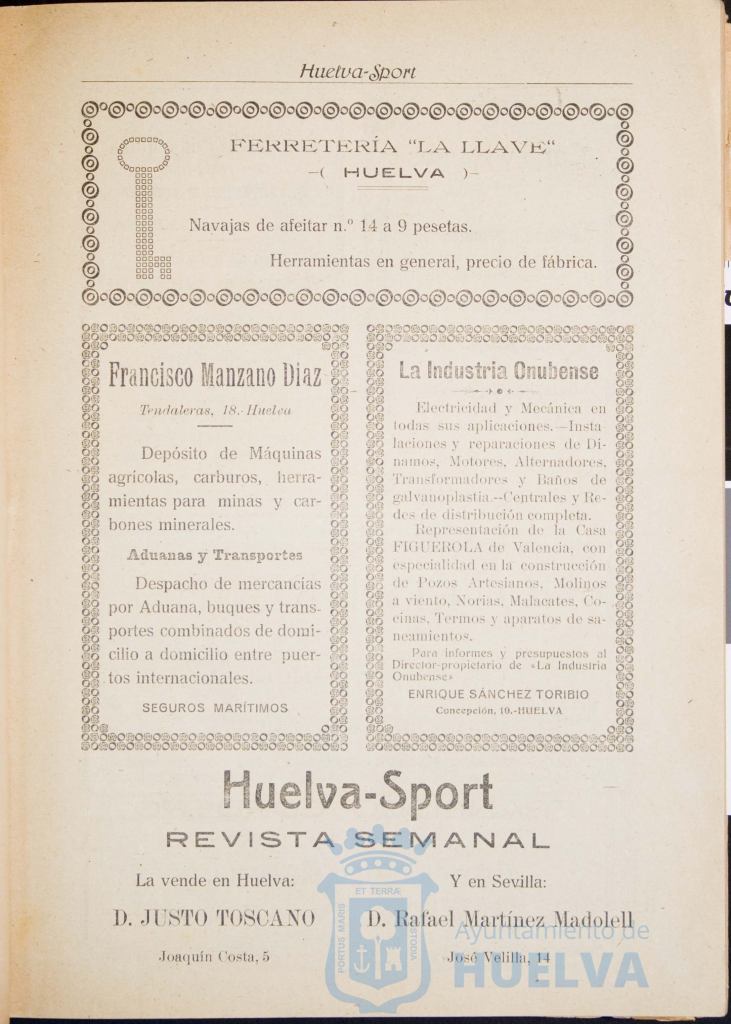 Huelva-Sport
FERRETERÍA "LA LLAVE"
-( HUELVA )-
Navajas de afeitar n.º 14 a 9 pesetas.
Herramientas en general, precio de fábrica.
Francisco Manzano Diaz
Tendaleras, 18.-Huelva
Depósito de Máquinas
agrícolas, carburos, herra-
mientas para minas y car-
bones minerales.
Aduanas y Transportes
Despacho de mercancías
por Aduana, buques y trans-
portes combinados de domi-
cilio a domicilio entre puer-
tos internacionales.
SEGUROS MARÍTIMOS
La Industria Onubense
Electricidad y Mecánica en
todas sus aplicaciones.—Insta-
laciones y reparaciones de Dí-
namos, Motores, Alternadores,
Transformadores y Baños de
galvanoplastia.--Centrales y Re-
des de distribución completa.
Representación de la Casa
FIGUEROLA de Valencia, con
especialidad en la construcción
de Pozos Artesianos, Molinos
a viento, Norias, Malacates, Co-
cinas, Termos y aparatos de sa-
neamientos.
Para informes y presupuestos al
Director-propietario de «La Industria
Onubense»
ENRIQUE SÁNCHEZ TORIBIO
Concepción, 10.-HUELVA
Huelva-Sport
REVISTA SEMANAL
La vende en Huelva:
D. JUSTO TOSCANO
Joaquín Costa, 5
Y en Sevilla:
D. Rafael Martínez Madolell
José Velilla, 14
PORTUS MARIS
ET TERRÆ
CUSTODIA
Ayuntamiento de
HUELVA